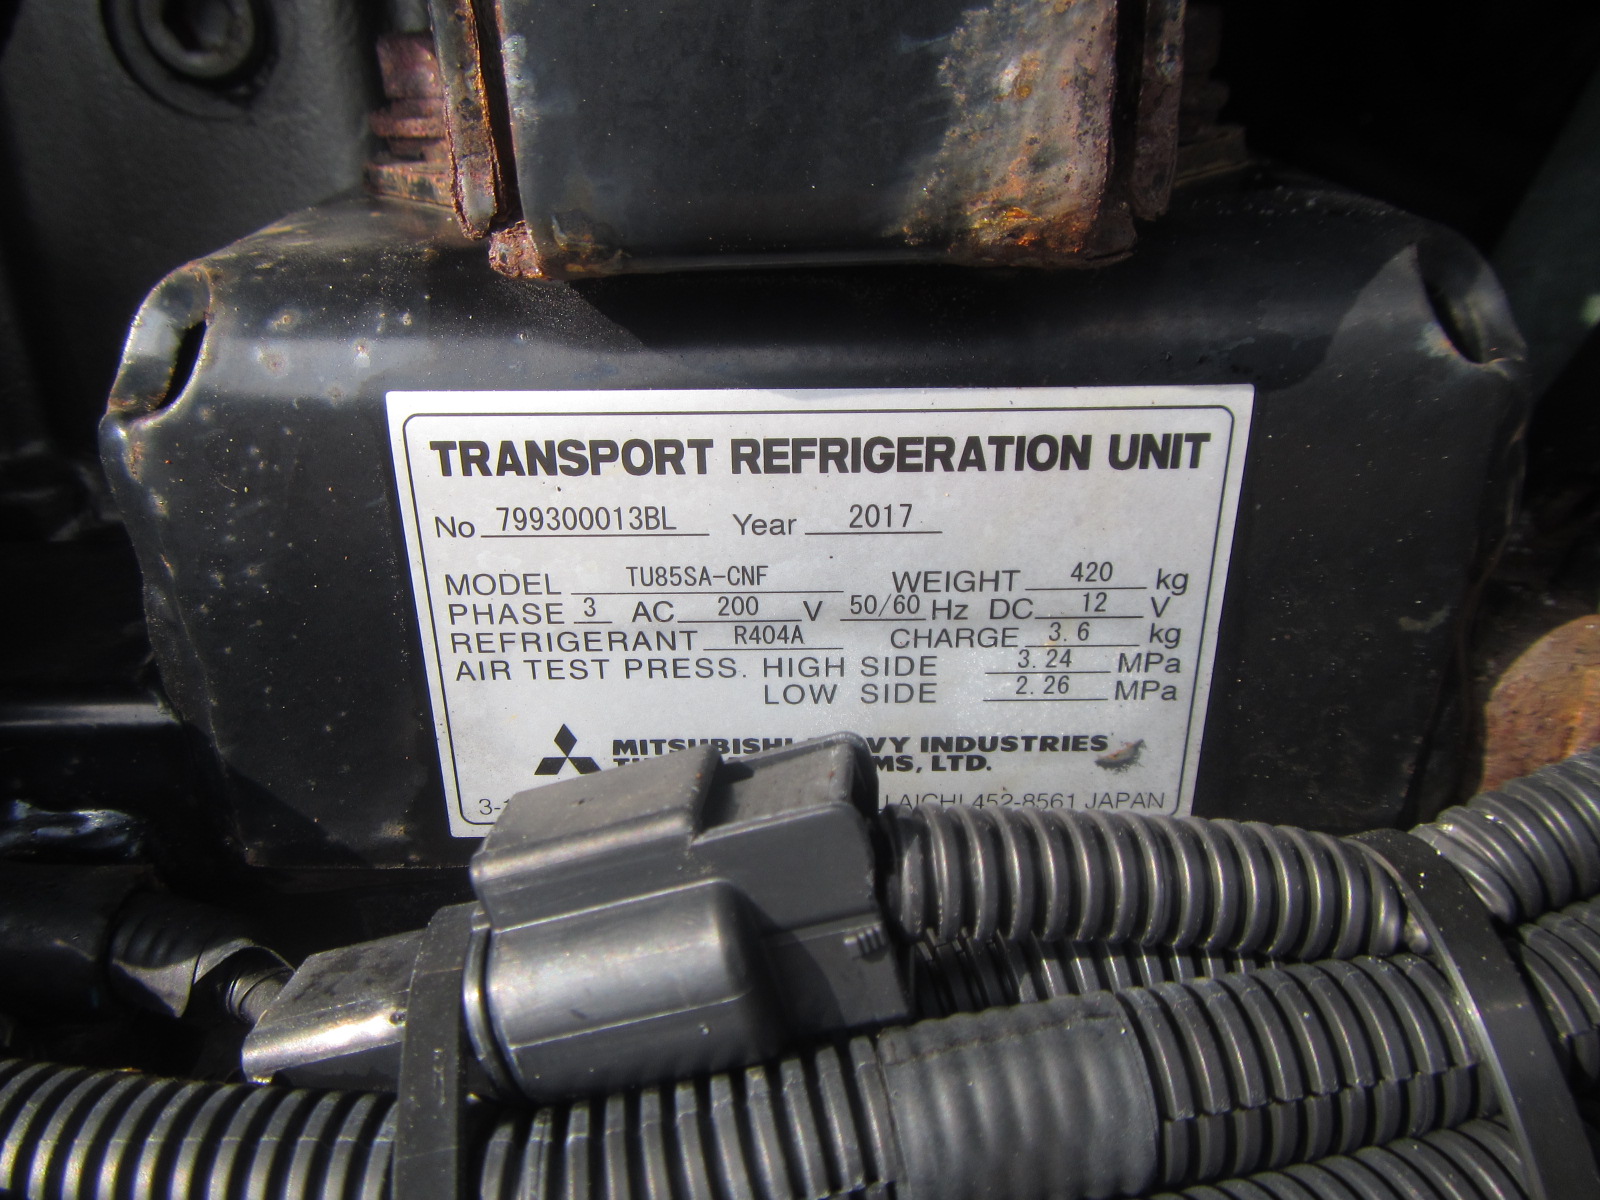 TRANSPORT REFRIGERATION UNIT
No 799300013BL Year 2017
MODEL TU85SA-CNF WEIGHT 420 kg
PHASE 3 AC 200 V 50/60 Hz DC 12 V
REFRIGERANT R404A CHARGE 3.6 kg
AIR TEST PRESS. HIGH SIDE 3.24 MPa
LOW SIDE 2.26 MPa
MITSUBISHI INDUSTRIES
LTD.
AICHI 452-8561 JAPAN